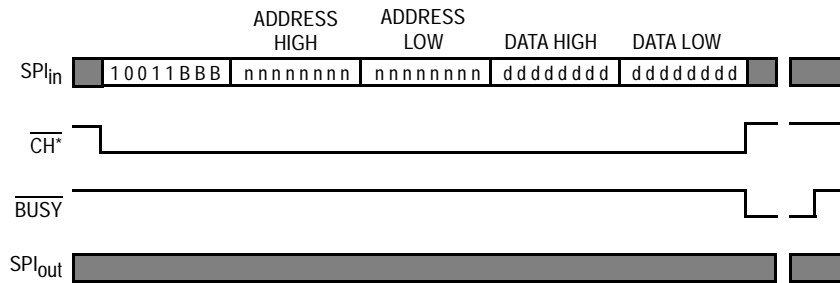 ADDRESS HIGH ADDRESS LOW DATA HIGH DATA LOW
SPIin 10011BBB nnnnnnnn nnnnnnnn dddddddd dddddddd
CH*
BUSY
SPIout